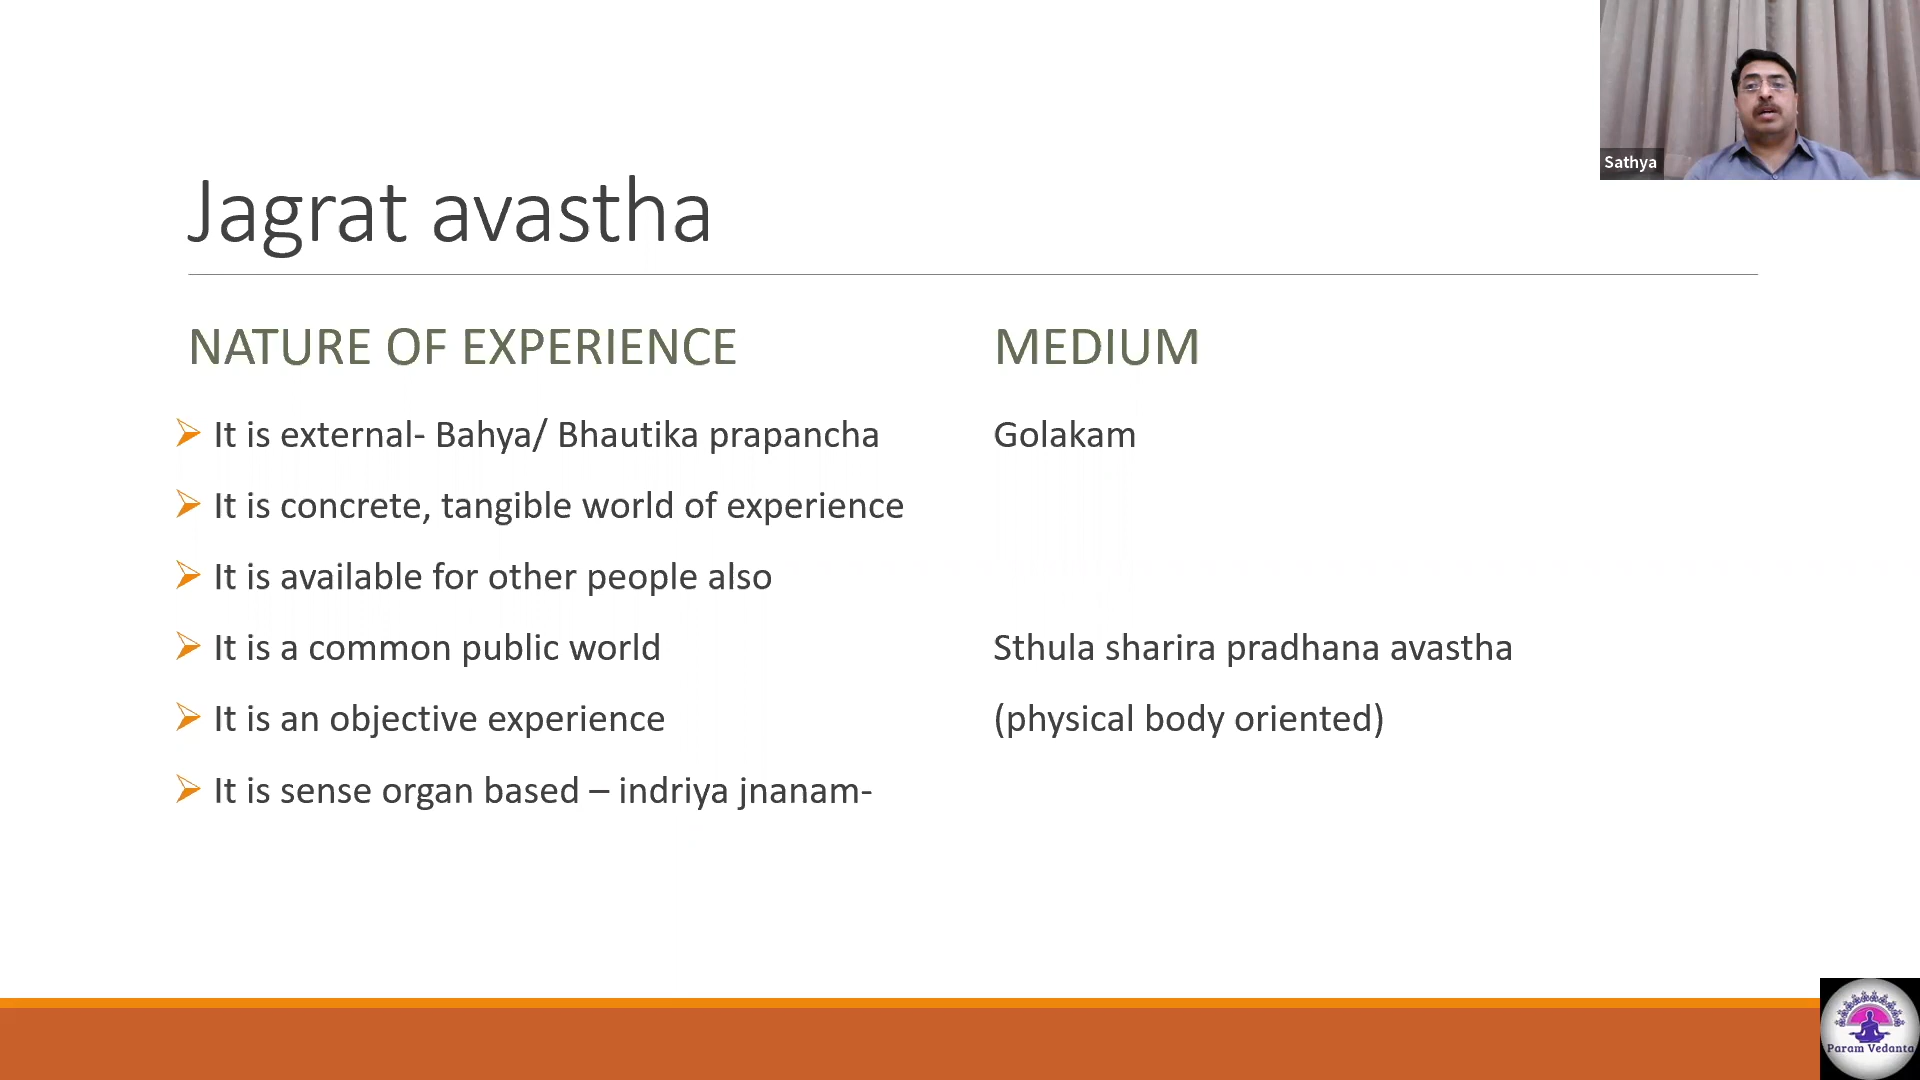 Sathya
Jagrat avastha
NATURE OF EXPERIENCE
It is external- Bahya/ Bhautika prapancha
It is concrete, tangible world of experience
It is available for other people also
It is a common public world
It is an objective experience
It is sense organ based – indriya jnanam-
MEDIUM
Golakam
Sthula sharira pradhana avastha
(physical body oriented)
Param Vedanta